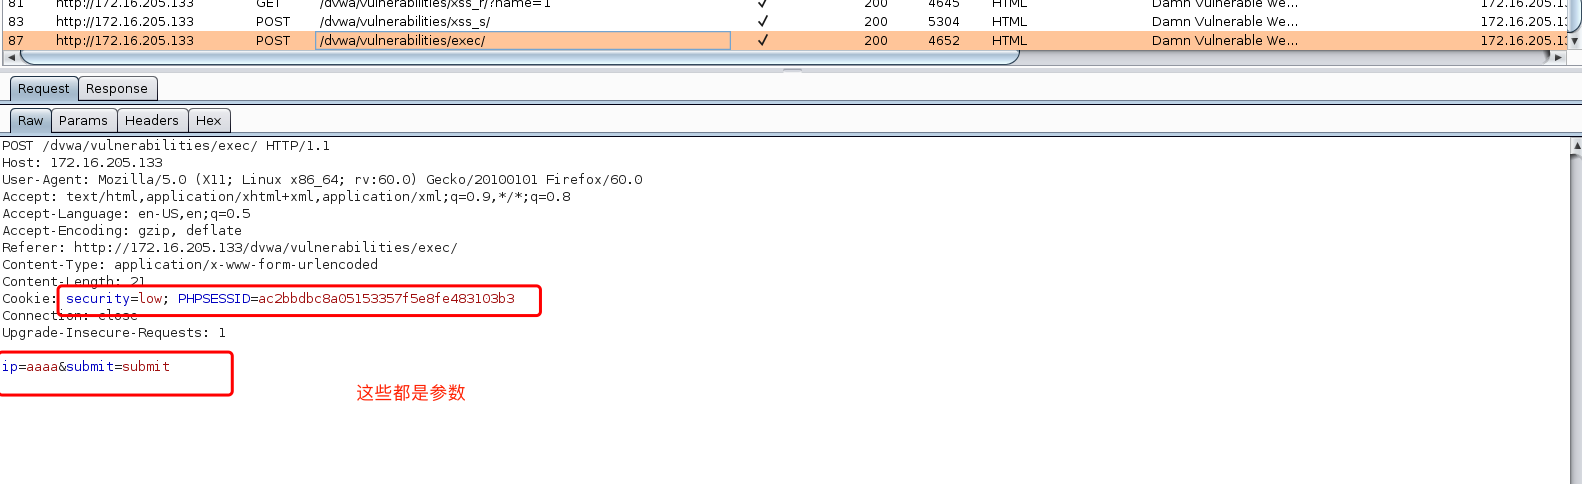 81 http://172.16.205.133 GET /dvwa/vulnerabilities/xss_r/?name=1 ✓ 200 4645 HTML Damn Vulnerable We... 172.16.205.1
83 http://172.16.205.133 POST /dvwa/vulnerabilities/xss_s/ ✓ 200 5304 HTML Damn Vulnerable We... 172.16.205.1
87 http://172.16.205.133 POST /dvwa/vulnerabilities/exec/ ✓ 200 4652 HTML Damn Vulnerable We... 172.16.205.1
Request Response
Raw Params Headers Hex
POST /dvwa/vulnerabilities/exec/ HTTP/1.1
Host: 172.16.205.133
User-Agent: Mozilla/5.0 (X11; Linux x86_64; rv:60.0) Gecko/20100101 Firefox/60.0
Accept: text/html,application/xhtml+xml,application/xml;q=0.9,*/*;q=0.8
Accept-Language: en-US,en;q=0.5
Accept-Encoding: gzip, deflate
Referer: http://172.16.205.133/dvwa/vulnerabilities/exec/
Content-Type: application/x-www-form-urlencoded
Content-Length: 21
Cookie: security=low; PHPSESSID=ac2bbdbc8a05153357f5e8fe483103b3
Connection: close
Upgrade-Insecure-Requests: 1
ip=aaaa&submit=submit
这些都是参数